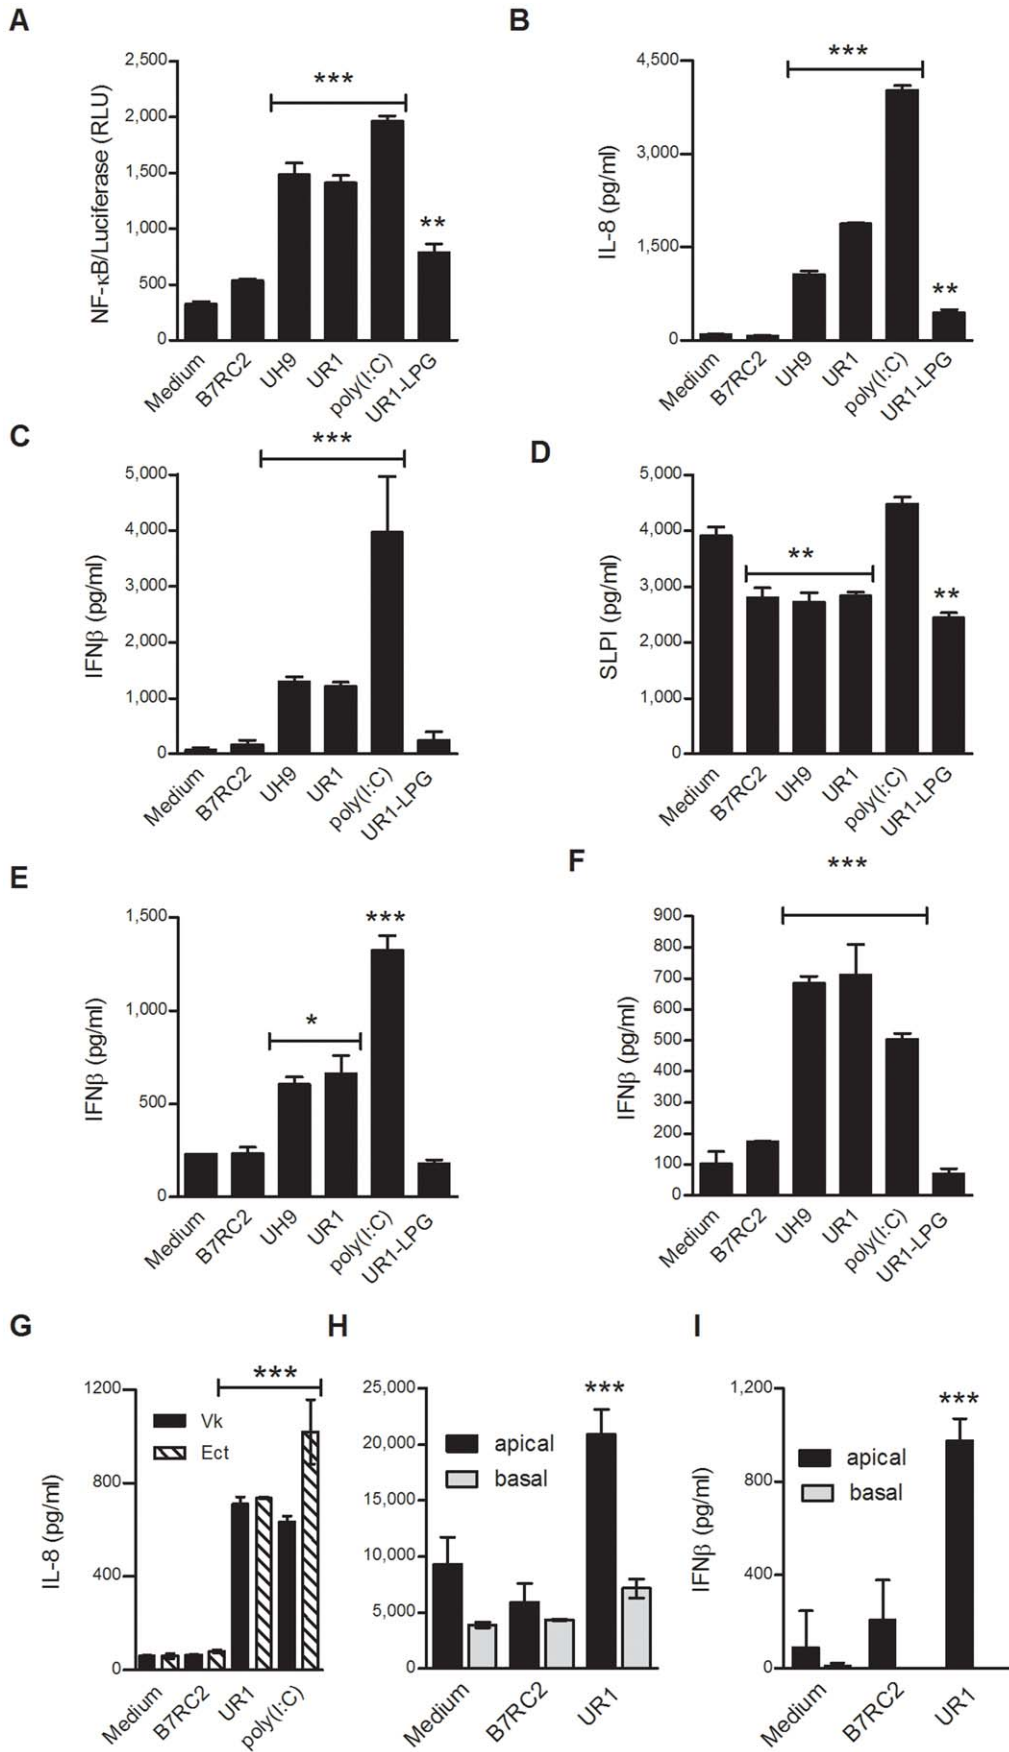 A
NF-κB/Luciferase (RLU)
2,500
2,000
1,500
1,000
500
0
***
**
Medium
B7RC2
UH9
UR1
poly(I:C)
UR1-LPG
B
IL-8 (pg/ml)
4,500
3,000
1,500
0
***
**
Medium
B7RC2
UH9
UR1
poly(I:C)
UR1-LPG
C
IFNβ (pg/ml)
5,000
4,000
3,000
2,000
1,000
0
***
Medium
B7RC2
UH9
UR1
poly(I:C)
UR1-LPG
D
SLPI (pg/ml)
5,000
4,000
3,000
2,000
1,000
0
**
**
Medium
B7RC2
UH9
UR1
poly(I:C)
UR1-LPG
E
IFNβ (pg/ml)
1,500
1,000
500
0
*
***
Medium
B7RC2
UH9
UR1
poly(I:C)
UR1-LPG
F
IFNβ (pg/ml)
900
800
700
600
500
400
300
200
100
0
***
Medium
B7RC2
UH9
UR1
poly(I:C)
UR1-LPG
G
IL-8 (pg/ml)
1200
800
400
0
***
Vk
Ect
Medium
B7RC2
UR1
poly(I:C)
H
25,000
20,000
15,000
10,000
5,000
0
***
apical
basal
Medium
B7RC2
UR1
I
IFNβ (pg/ml)
1,200
800
400
0
***
apical
basal
Medium
B7RC2
UR1